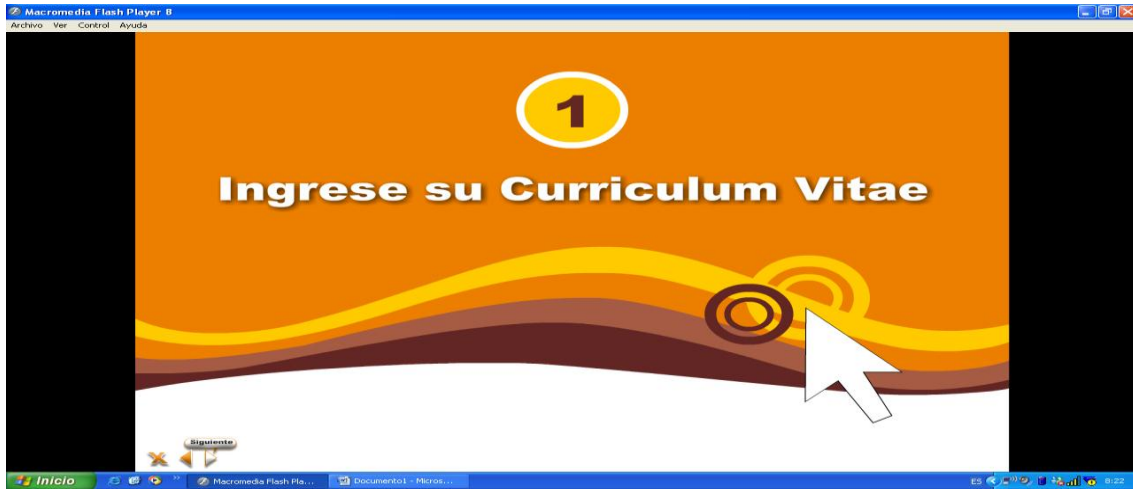 Macromedia Flash Player 8
Archivo Ver Control Ayuda
1
Ingrese su Curriculum Vitae
Siguiente
Inicio
Macromedia Flash Pla...
Documento1 - Micros...
ES
8:22